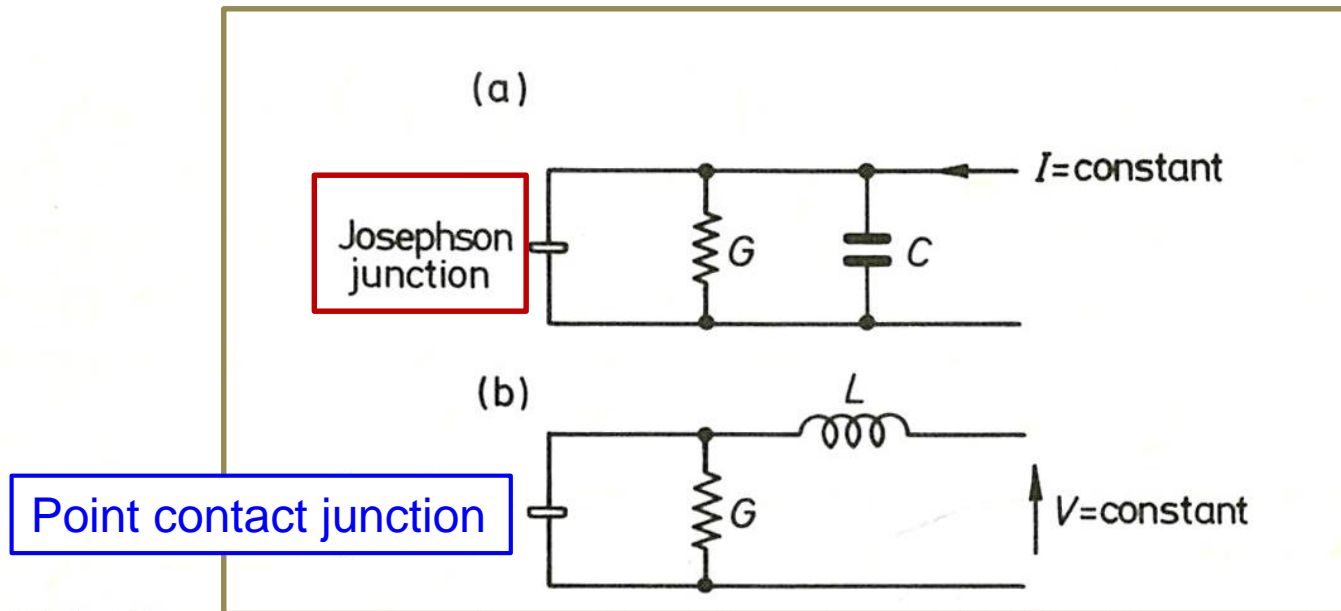 (a)
I=constant
Josephson
junction
G
C
(b)
L
Point contact junction
G
V=constant